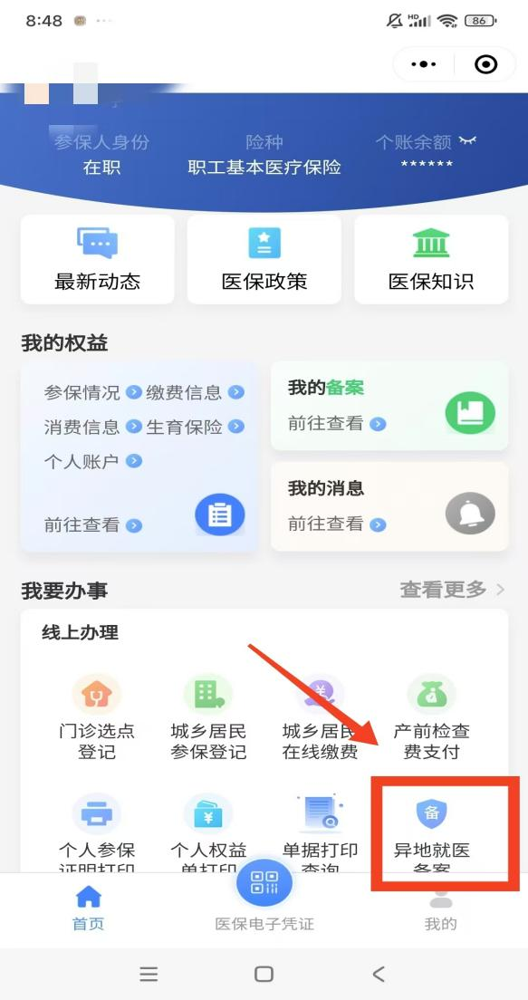 8:48
HD
86
参保人身份
险种
个账余额
在职
职工基本医疗保险
******
最新动态
医保政策
医保知识
我的权益
参保情况
缴费信息
消费信息
生育保险
个人账户
前往查看
我的备案
前往查看
我的消息
前往查看
我要办事
查看更多
线上办理
门诊选点
登记
城乡居民
参保登记
城乡居民
在线缴费
产前检查
费支付
备
个人参保
证明打印
个人权益
单打印
单据打印
查询
异地就医
备案
首页
医保电子凭证
我的